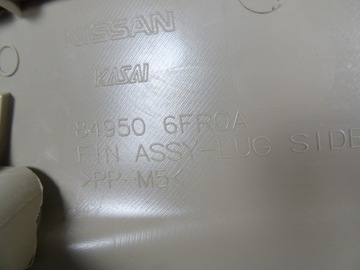 NISSAN
KASAI
84950 6FR0A
FIN ASSY-LUG SIDE
>PP-M5<